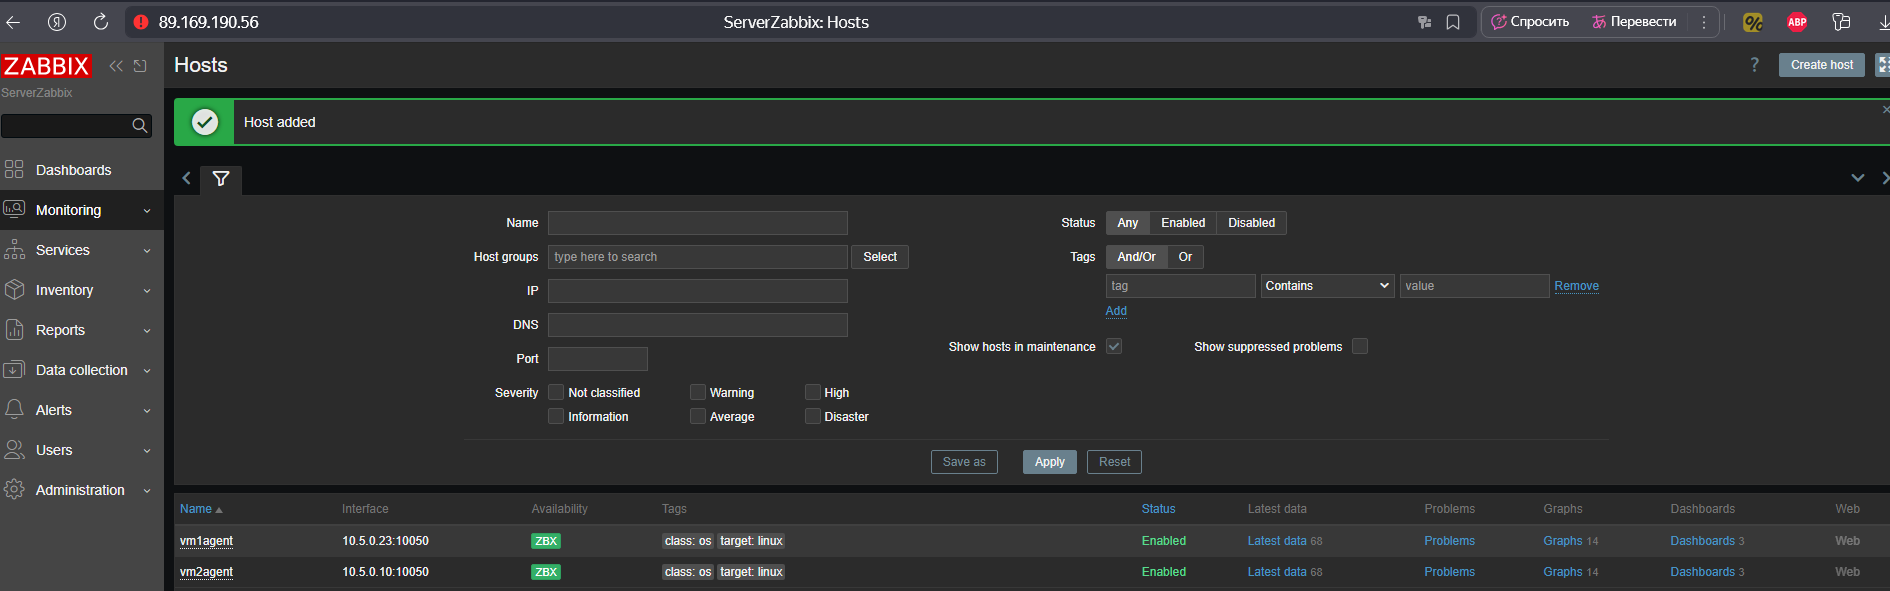 Я 89.169.190.56 ServerZabbix: Hosts Спросить Перевести % ABP
ZABBIX Hosts ? Create host
ServerZabbix
Host added
Dashboards
Monitoring
Services
Inventory
Reports
Data collection
Alerts
Users
Administration
Name Status Any Enabled Disabled
Host groups type here to search Select Tags And/Or Or
IP tag Contains value Remove
Add
DNS
Show hosts in maintenance Show suppressed problems
Port
Severity Not classified Warning High
Information Average Disaster
Save as Apply Reset
Name Interface Availability Tags Status Latest data Problems Graphs Dashboards Web
vm1agent 10.5.0.23:10050 ZBX class: os target: linux Enabled Latest data 68 Problems Graphs 14 Dashboards 3 Web
vm2agent 10.5.0.10:10050 ZBX class: os target: linux Enabled Latest data 68 Problems Graphs 14 Dashboards 3 Web